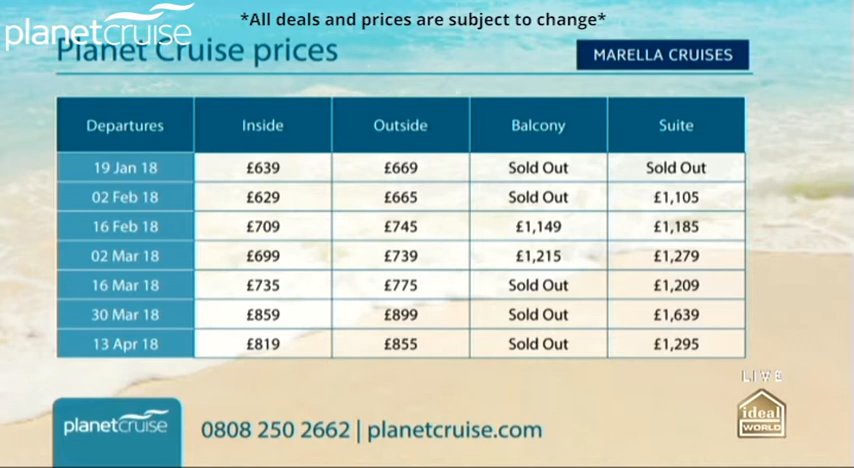 *All deals and prices are subject to change*
planetcruise
Planet Cruise prices
MARELLA CRUISES
Departures Inside Outside Balcony Suite
19 Jan 18 £639 £669 Sold Out Sold Out
02 Feb 18 £629 £665 Sold Out £1,105
16 Feb 18 £709 £745 £1,149 £1,185
02 Mar 18 £699 £739 £1,215 £1,279
16 Mar 18 £735 £775 Sold Out £1,209
30 Mar 18 £859 £899 Sold Out £1,639
13 Apr 18 £819 £855 Sold Out £1,295
LIVE
planetcruise 0808 250 2662 | planetcruise.com
ideal
WORLD